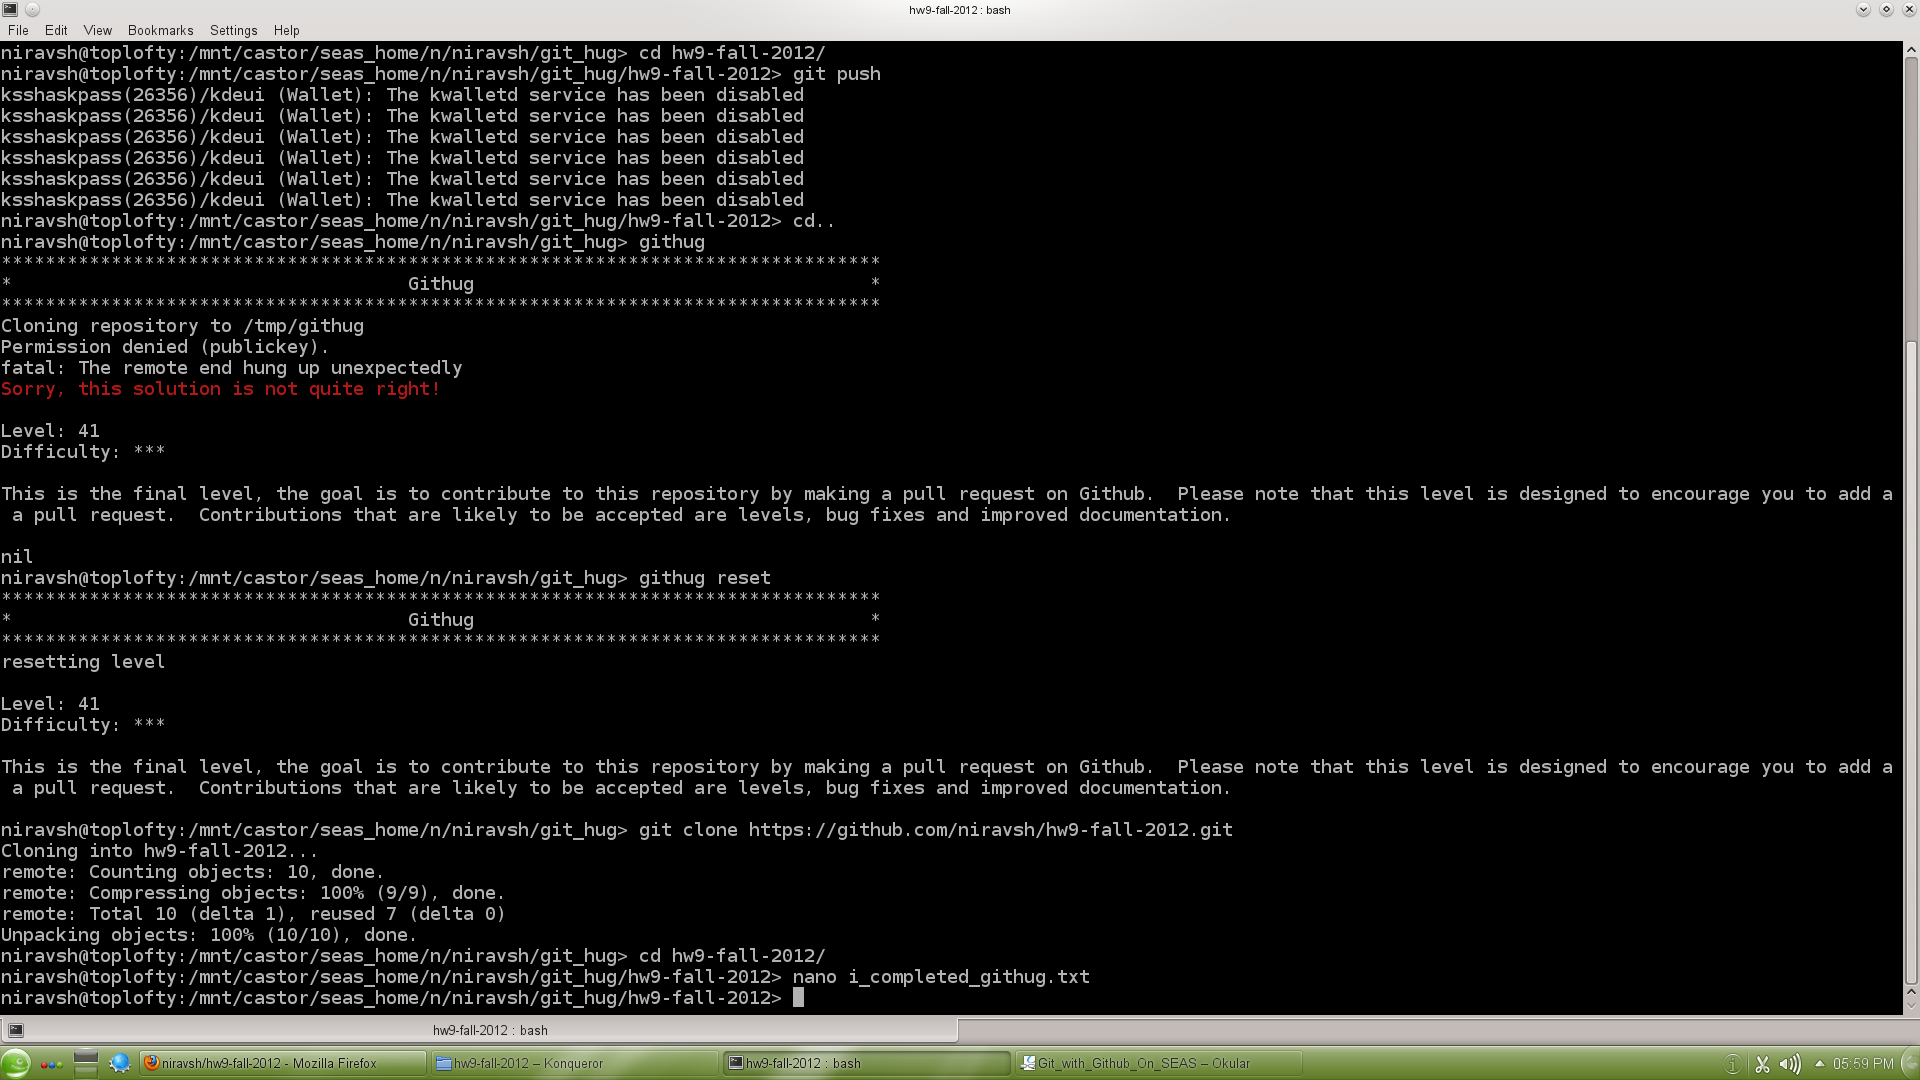 hw9-fall-2012 : bash
File Edit View Bookmarks Settings Help
niravsh@toplofty:/mnt/castor/seas_home/n/niravsh/git_hug> cd hw9-fall-2012/
niravsh@toplofty:/mnt/castor/seas_home/n/niravsh/git_hug/hw9-fall-2012> git push
ksshaskpass(26356)/kdeui (Wallet): The kwalletd service has been disabled
ksshaskpass(26356)/kdeui (Wallet): The kwalletd service has been disabled
ksshaskpass(26356)/kdeui (Wallet): The kwalletd service has been disabled
ksshaskpass(26356)/kdeui (Wallet): The kwalletd service has been disabled
ksshaskpass(26356)/kdeui (Wallet): The kwalletd service has been disabled
ksshaskpass(26356)/kdeui (Wallet): The kwalletd service has been disabled
niravsh@toplofty:/mnt/castor/seas_home/n/niravsh/git_hug/hw9-fall-2012> cd..
niravsh@toplofty:/mnt/castor/seas_home/n/niravsh/git_hug> githug
********************************************************************************
*                                    Githug                                    *
********************************************************************************
Cloning repository to /tmp/githug
Permission denied (publickey).
fatal: The remote end hung up unexpectedly
Sorry, this solution is not quite right!
Level: 41
Difficulty: ***
This is the final level, the goal is to contribute to this repository by making a pull request on Github.  Please note that this level is designed to encourage you to add a
 a pull request.  Contributions that are likely to be accepted are levels, bug fixes and improved documentation.
nil
niravsh@toplofty:/mnt/castor/seas_home/n/niravsh/git_hug> githug reset
********************************************************************************
*                                    Githug                                    *
********************************************************************************
resetting level
Level: 41
Difficulty: ***
This is the final level, the goal is to contribute to this repository by making a pull request on Github.  Please note that this level is designed to encourage you to add a
 a pull request.  Contributions that are likely to be accepted are levels, bug fixes and improved documentation.
niravsh@toplofty:/mnt/castor/seas_home/n/niravsh/git_hug> git clone https://github.com/niravsh/hw9-fall-2012.git
Cloning into hw9-fall-2012...
remote: Counting objects: 10, done.
remote: Compressing objects: 100% (9/9), done.
remote: Total 10 (delta 1), reused 7 (delta 0)
Unpacking objects: 100% (10/10), done.
niravsh@toplofty:/mnt/castor/seas_home/n/niravsh/git_hug> cd hw9-fall-2012/
niravsh@toplofty:/mnt/castor/seas_home/n/niravsh/git_hug/hw9-fall-2012> nano i_completed_githug.txt
niravsh@toplofty:/mnt/castor/seas_home/n/niravsh/git_hug/hw9-fall-2012>
hw9-fall-2012 : bash
niravsh/hw9-fall-2012 - Mozilla Firefox
hw9-fall-2012 – Konqueror
hw9-fall-2012 : bash
Git_with_Github_On_SEAS – Okular
05:59 PM